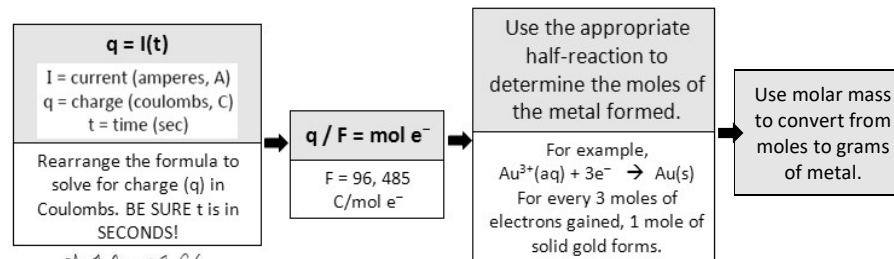 q = I(t)
I = current (amperes, A)
q = charge (coulombs, C)
t = time (sec)
Rearrange the formula to
solve for charge (q) in
Coulombs. BE SURE t is in
SECONDS!
q / F = mol e⁻
F = 96, 485
C/mol e⁻
Use the appropriate
half-reaction to
determine the moles of
the metal formed.
For example,
Au³⁺(aq) + 3e⁻ → Au(s)
For every 3 moles of
electrons gained, 1 mole of
solid gold forms.
Use molar mass
to convert from
moles to grams
of metal.